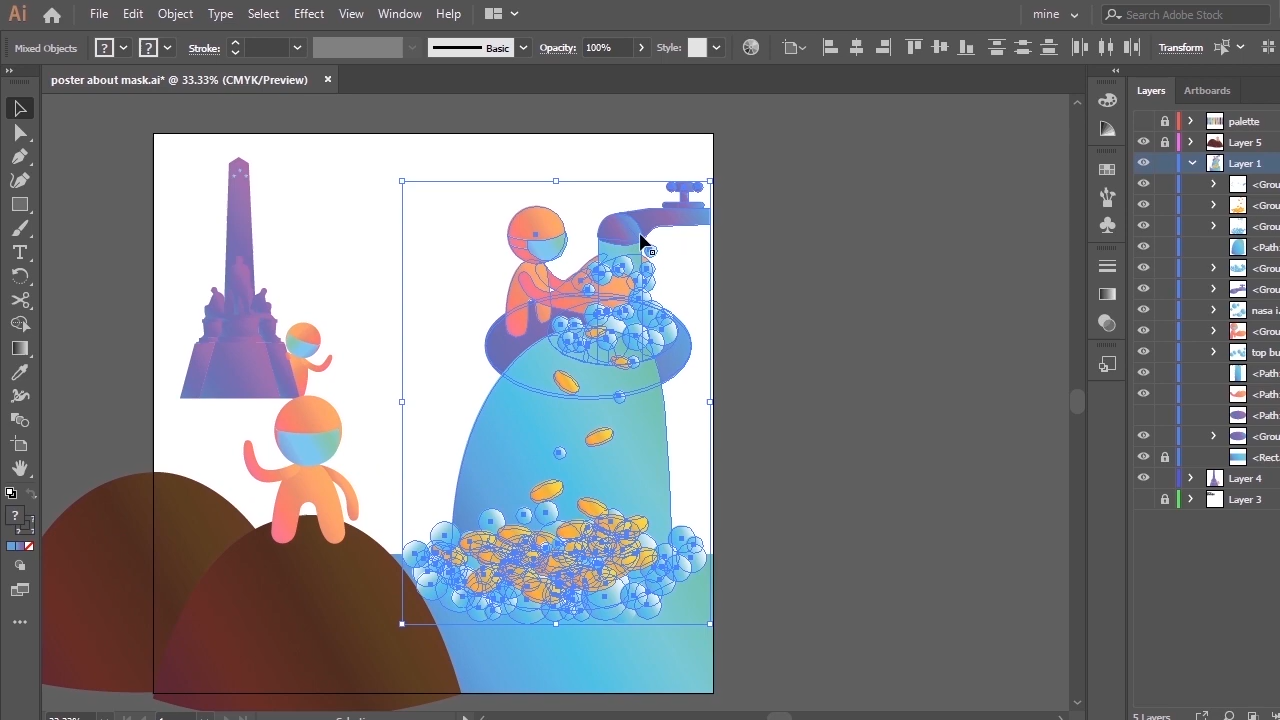 Ai File Edit Object Type Select Effect View Window Help mine Search Adobe Stock
Mixed Objects ? ? Stroke: Basic Opacity: 100% Style: Transform
poster about mask.ai* @ 33.33% (CMYK/Preview) ×
Layers Artboards
palette
Layer 5
Layer 1
<Grou
<Grou
<Grou
<Path
<Grou
<Grou
nasa i.
<Grou
top bu
<Path
<Path
<Path
<Grou
<Rect
Layer 4
Layer 3
?
5 Layers